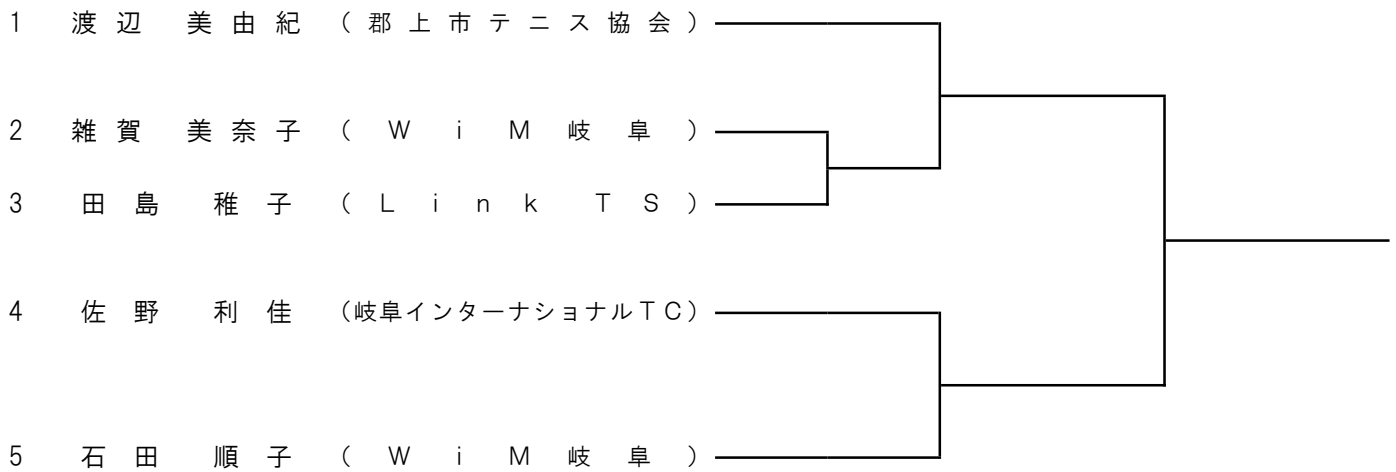 1 渡辺 美由紀 (郡上市テニス協会)
2 雑賀 美奈子 (WiM岐阜)
3 田島 稚子 (Link TS)
4 佐野 利佳 (岐阜インターナショナルTC)
5 石田 順子 (WiM岐阜)